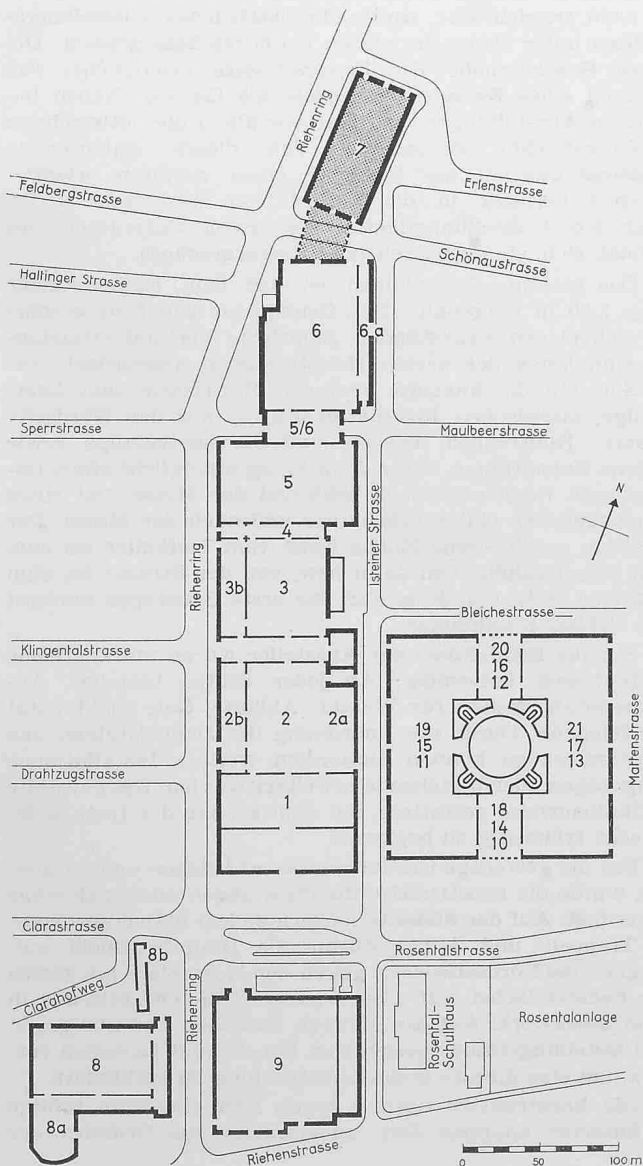 Riehenring
7
Feldbergstrasse
Erlenstrasse
Schönaustrasse
Haltinger Strasse
6
6a
5/6
Sperrstrasse
Maulbeerstrasse
5
Isteiner Strasse
N
4
Riehenring
3b
3
Bleichestrasse
Klingentalstrasse
20
16
12
2b
2
2a
19
15
11
21
17
13
Mattenstrasse
Drahtzugstrasse
1
18
14
10
Clarastrasse
Rosentalstrasse
8b
Clarahofweg
Riehenring
Rosental-
Schulhaus
Rosentalanlage
8
9
8a
Riehenstrasse
0 50 100 m